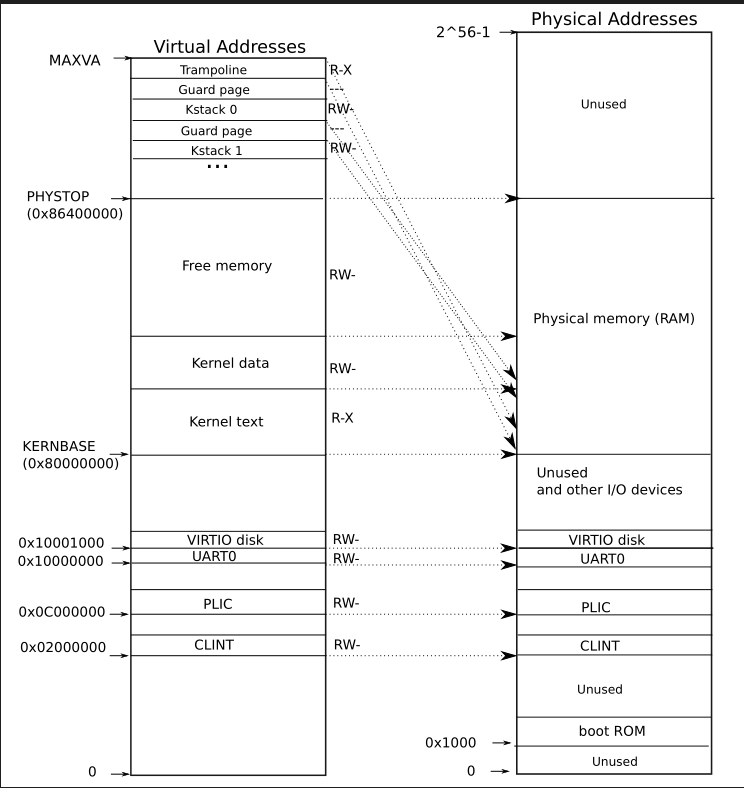 Physical Addresses
2^56-1
Virtual Addresses
MAXVA
Trampoline
R-X
Guard page
---
Unused
Kstack 0
RW-
Guard page
---
Kstack 1
RW-
...
PHYSTOP
(0x86400000)
Free memory
RW-
Physical memory (RAM)
Kernel data
RW-
Kernel text
R-X
KERNBASE
(0x80000000)
Unused
and other I/O devices
0x10001000
VIRTIO disk
RW-
VIRTIO disk
0x10000000
UART0
RW-
UART0
0x0C000000
PLIC
RW-
PLIC
0x02000000
CLINT
RW-
CLINT
Unused
boot ROM
0x1000
Unused
0
0